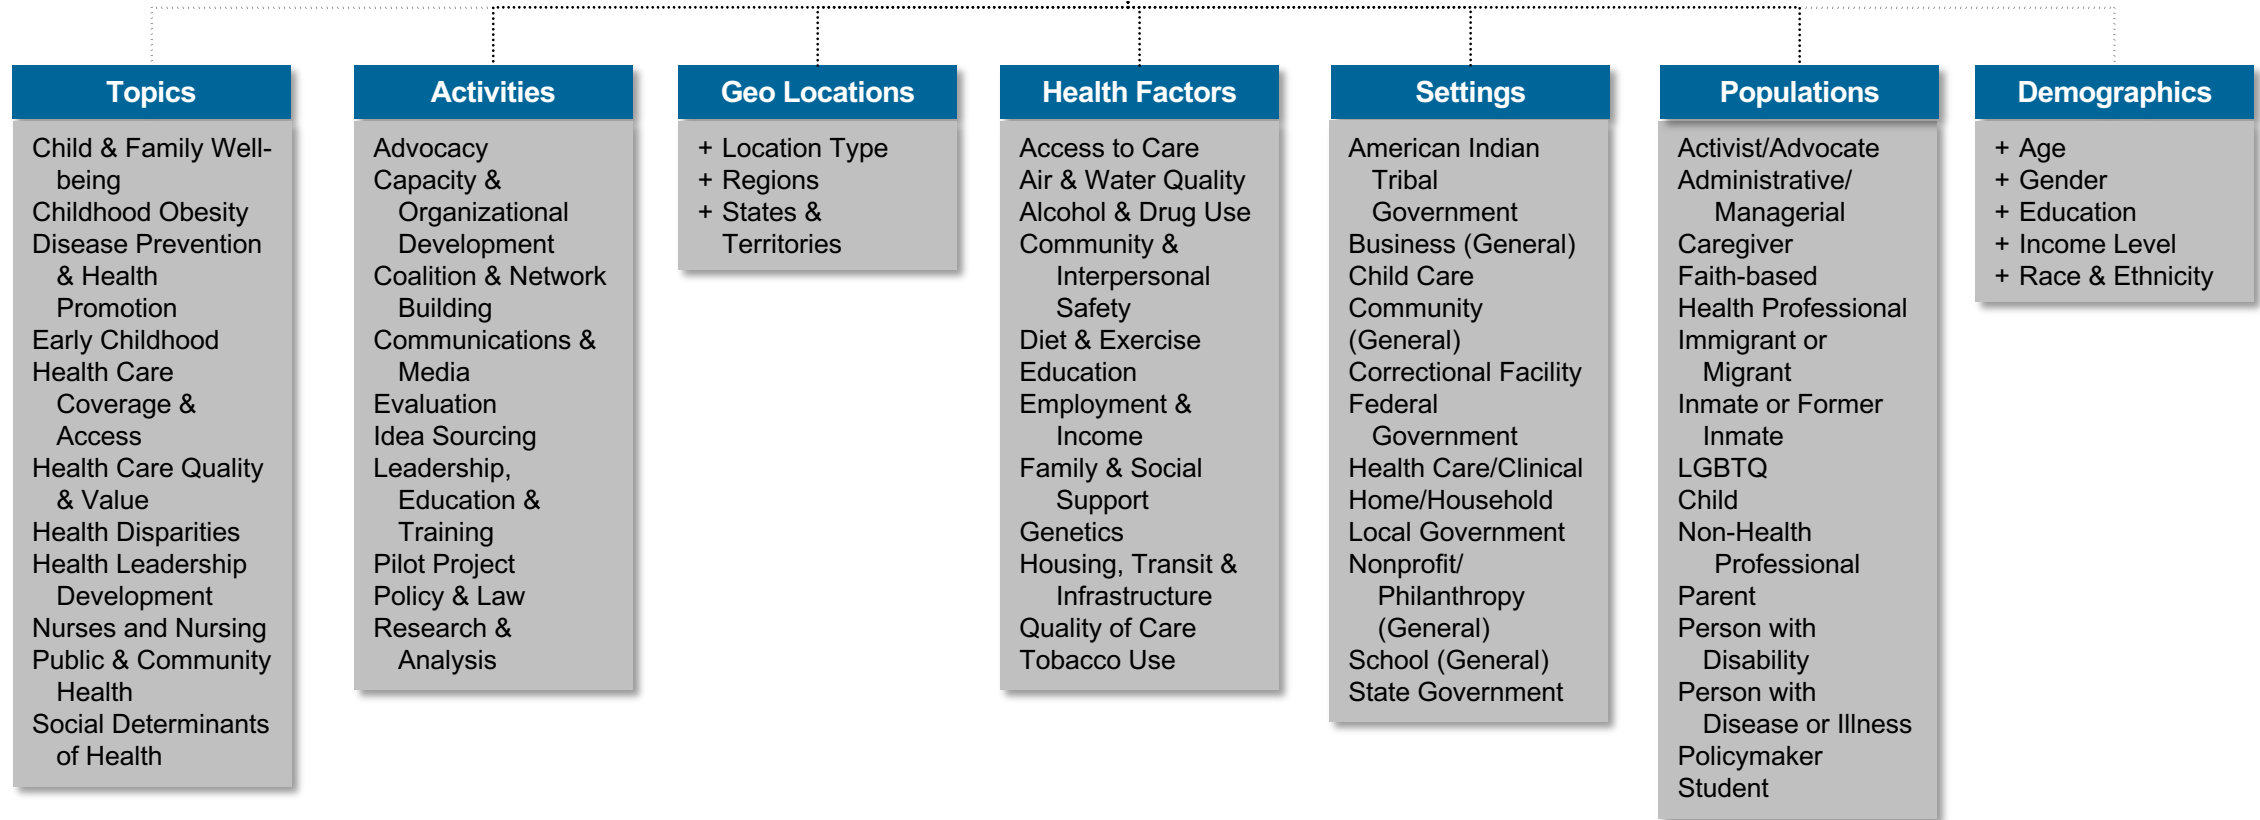 Topics
Child & Family Well-
being
Childhood Obesity
Disease Prevention
& Health
Promotion
Early Childhood
Health Care
Coverage &
Access
Health Care Quality
& Value
Health Disparities
Health Leadership
Development
Nurses and Nursing
Public & Community
Health
Social Determinants
of Health
Activities
Advocacy
Capacity &
Organizational
Development
Coalition & Network
Building
Communications &
Media
Evaluation
Idea Sourcing
Leadership,
Education &
Training
Pilot Project
Policy & Law
Research &
Analysis
Geo Locations
+ Location Type
+ Regions
+ States &
Territories
Health Factors
Access to Care
Air & Water Quality
Alcohol & Drug Use
Community &
Interpersonal
Safety
Diet & Exercise
Education
Employment &
Income
Family & Social
Support
Genetics
Housing, Transit &
Infrastructure
Quality of Care
Tobacco Use
Settings
American Indian
Tribal
Government
Business (General)
Child Care
Community
(General)
Correctional Facility
Federal
Government
Health Care/Clinical
Home/Household
Local Government
Nonprofit/
Philanthropy
(General)
School (General)
State Government
Populations
Activist/Advocate
Administrative/
Managerial
Caregiver
Faith-based
Health Professional
Immigrant or
Migrant
Inmate or Former
Inmate
LGBTQ
Child
Non-Health
Professional
Parent
Person with
Disability
Person with
Disease or Illness
Policymaker
Student
Demographics
+ Age
+ Gender
+ Education
+ Income Level
+ Race & Ethnicity